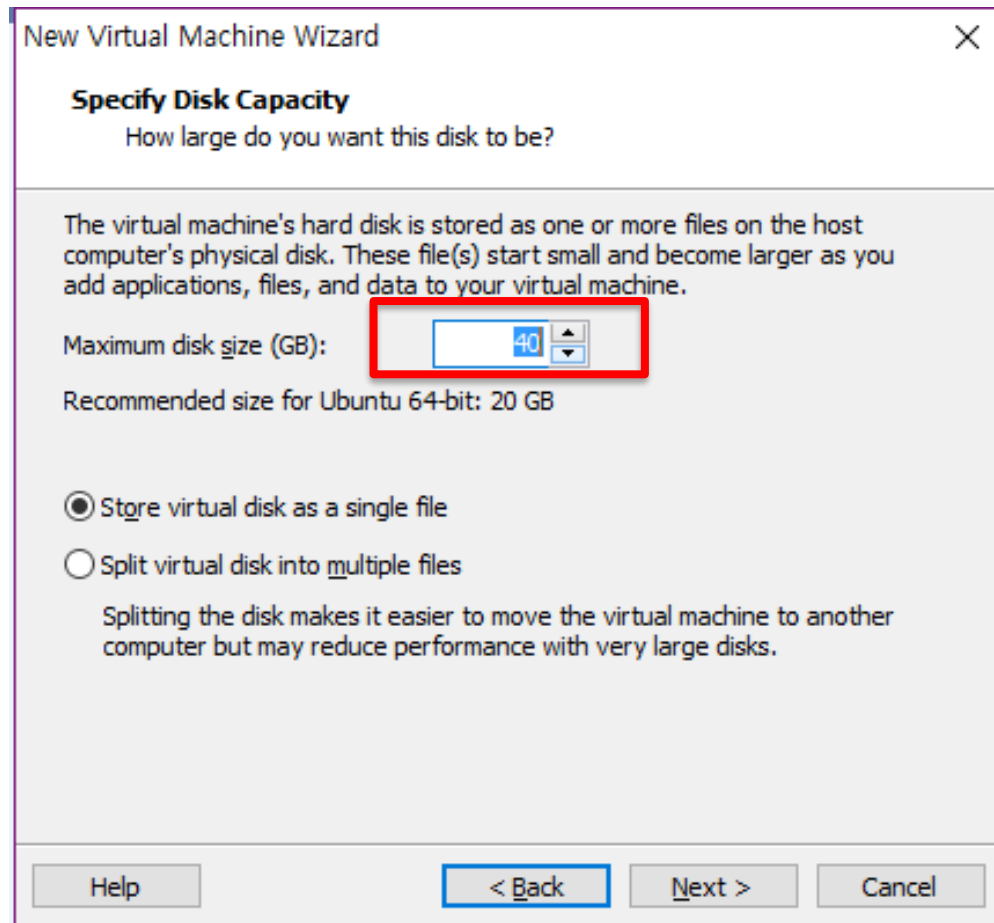 New Virtual Machine Wizard
Specify Disk Capacity
How large do you want this disk to be?
The virtual machine's hard disk is stored as one or more files on the host
computer's physical disk. These file(s) start small and become larger as you
add applications, files, and data to your virtual machine.
Maximum disk size (GB): 40
Recommended size for Ubuntu 64-bit: 20 GB
Store virtual disk as a single file
Split virtual disk into multiple files
Splitting the disk makes it easier to move the virtual machine to another
computer but may reduce performance with very large disks.
Help < Back Next > Cancel